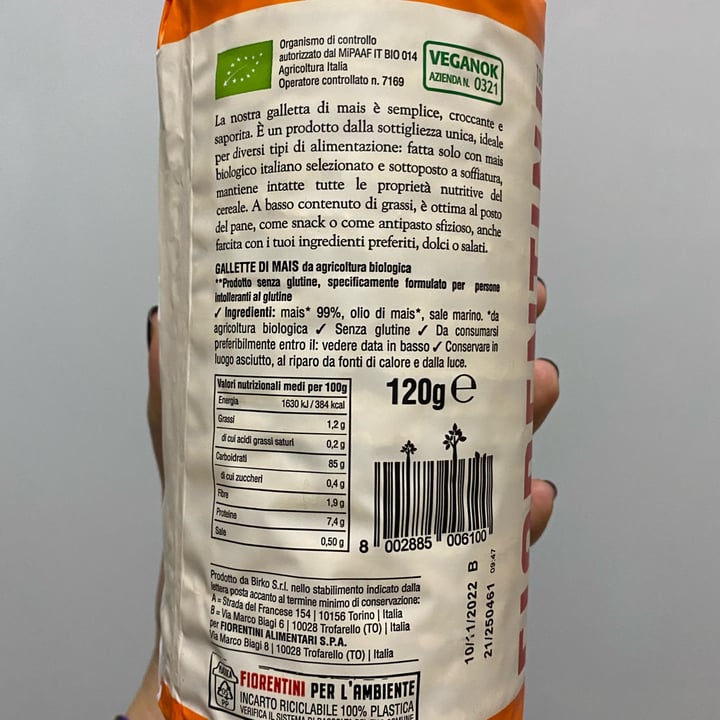 Organismo di controllo
autorizzato dal MiPAAF IT BIO 014
Agricoltura Italia
Operatore controllato n. 7169
VEGANOK
AZIENDA N. 0321
La nostra galletta di mais è semplice, croccante e
saporita. È un prodotto dalla sottigliezza unica, ideale
per diversi tipi di alimentazione: fatta solo con mais
biologico italiano selezionato e sottoposto a soffiatura,
mantiene intatte tutte le proprietà nutritive del
cereale. A basso contenuto di grassi, è ottima al posto
del pane, come snack o come antipasto sfizioso, anche
farcita con i tuoi ingredienti preferiti, dolci o salati.
GALLETTE DI MAIS da agricoltura biologica
**Prodotto senza glutine, specificamente formulato per persone
intolleranti al glutine
✓ Ingredienti: mais* 99%, olio di mais*, sale marino. *da
agricoltura biologica ✓ Senza glutine ✓ Da consumarsi
preferibilmente entro il: vedere data in basso ✓ Conservare in
luogo asciutto, al riparo da fonti di calore e dalla luce.
Valori nutrizionali medi per 100g
Energia 1630 kJ / 384 kcal
Grassi 1,2 g
di cui acidi grassi saturi 0,2 g
Carboidrati 85 g
di cui zuccheri 0,4 g
Fibre 1,9 g
Proteine 7,4 g
Sale 0,50 g
120g e
8 002885 006100
Prodotto da Birko S.r.l. nello stabilimento indicato dalla
lettera posta accanto al termine minimo di conservazione:
A = Strada del Francese 154 | 10156 Torino | Italia
B = Via Marco Biagi 6 | 10028 Trofarello (TO) | Italia
per FIORENTINI ALIMENTARI S.P.A.
Via Marco Biagi 8 | 10028 Trofarello (TO) | Italia
10/11/2022 B
21/250461 09:47
FIORENTINI
FIORENTINI PER L'AMBIENTE
INCARTO RICICLABILE 100% PLASTICA
PP